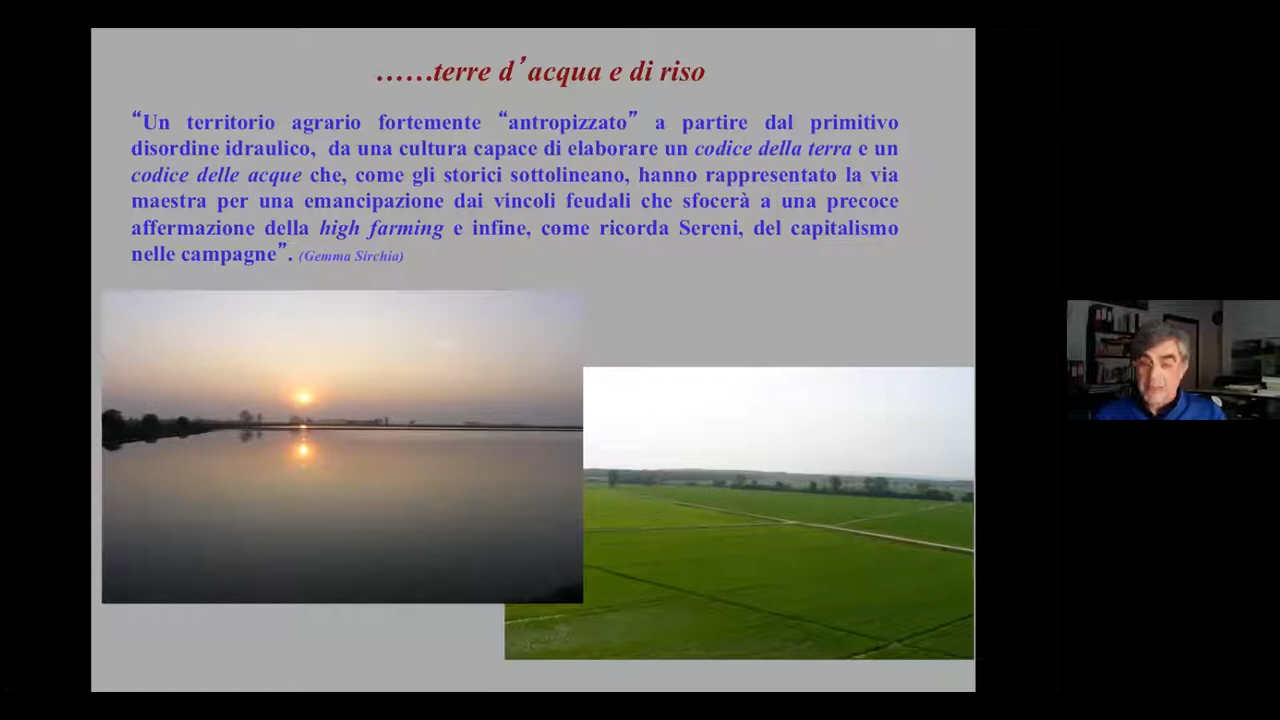 ……terre d’acqua e di riso
“Un territorio agrario fortemente “antropizzato” a partire dal primitivo
disordine idraulico, da una cultura capace di elaborare un codice della terra e un
codice delle acque che, come gli storici sottolineano, hanno rappresentato la via
maestra per una emancipazione dai vincoli feudali che sfocerà a una precoce
affermazione della high farming e infine, come ricorda Sereni, del capitalismo
nelle campagne”. (Gemma Sirchia)